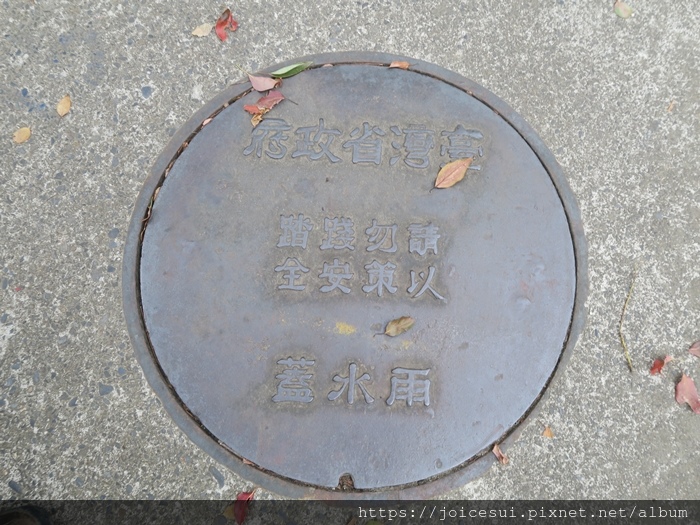 臺灣省政府
請勿踐踏
以策安全
雨水蓋
https://joicesui.pixnet.net/album